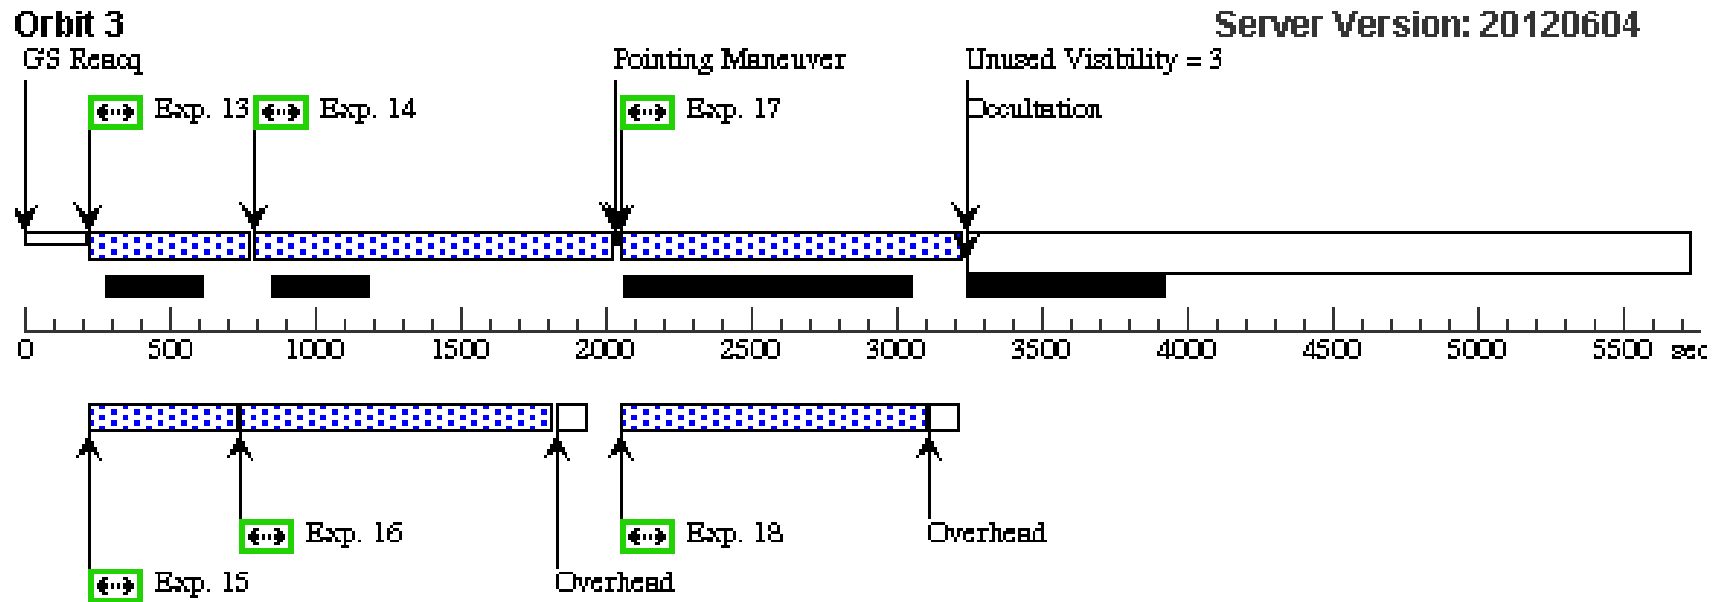 Orbit 3
Server Version: 20120604
GS Reacq
Pointing Maneuver
Unused Visibility = 3
Exp. 13
Exp. 14
Exp. 17
Occultation
0 500 1000 1500 2000 2500 3000 3500 4000 4500 5000 5500 sec
Exp. 16
Exp. 18
Overhead
Exp. 15
Overhead